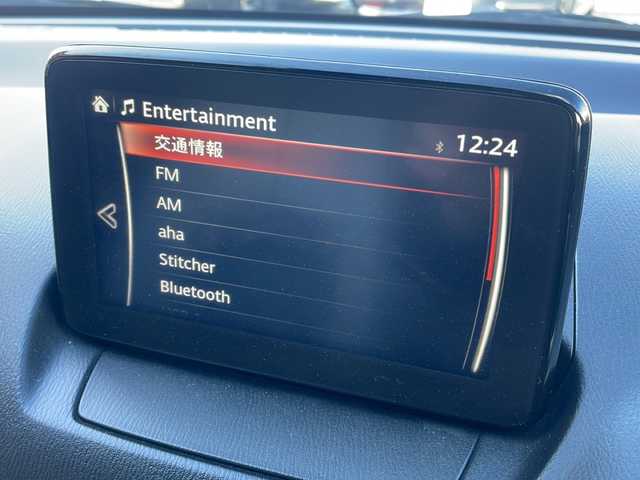 Entertainment
12:24
交通情報
FM
AM
aha
Stitcher
Bluetooth